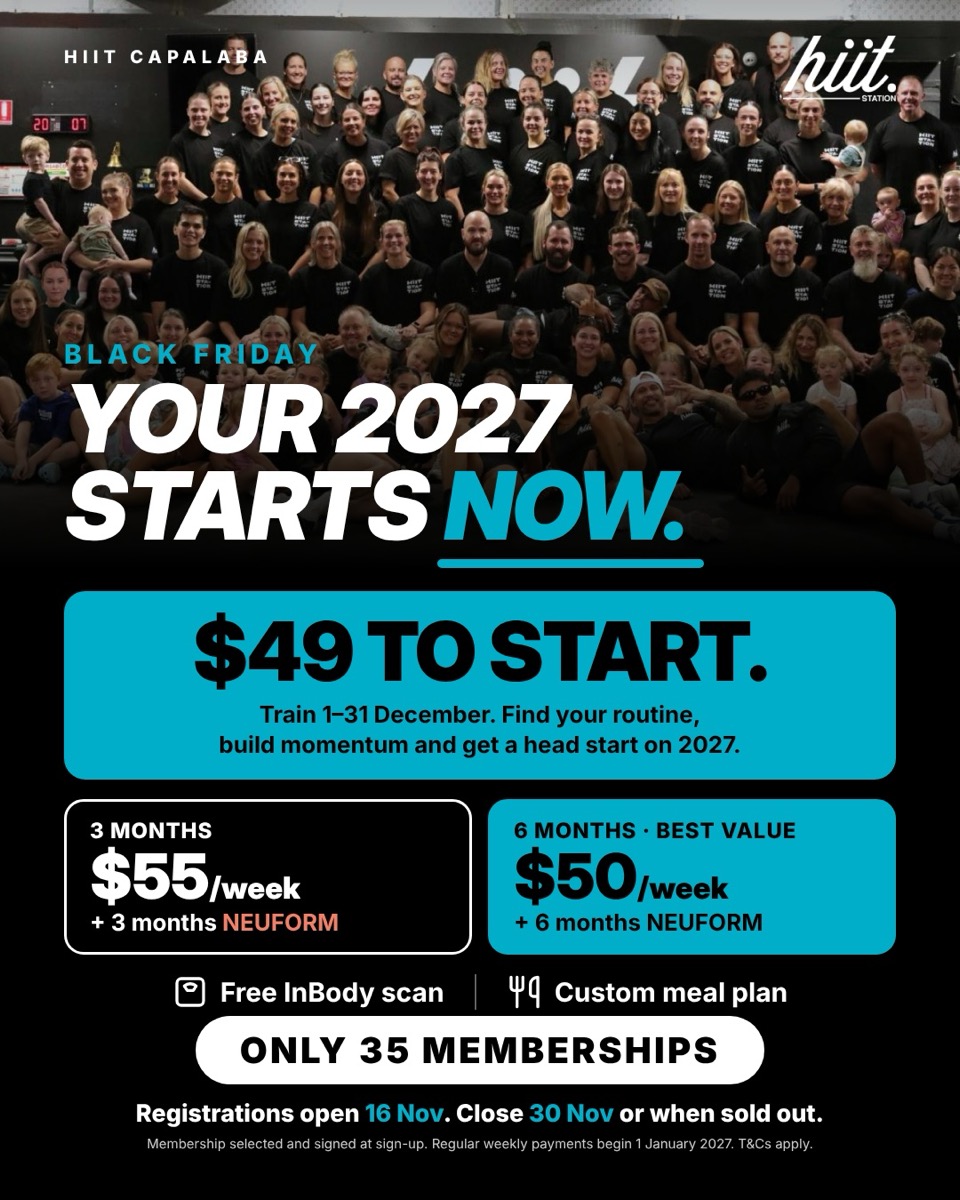 HIIT CAPALABA
hiit.
STATION
20 07
BLACK FRIDAY
YOUR 2027
STARTS NOW.
$49 TO START.
Train 1–31 December. Find your routine,
build momentum and get a head start on 2027.
3 MONTHS
$55/week
+ 3 months NEUFORM
6 MONTHS · BEST VALUE
$50/week
+ 6 months NEUFORM
Free InBody scan
Custom meal plan
ONLY 35 MEMBERSHIPS
Registrations open 16 Nov. Close 30 Nov or when sold out.
Membership selected and signed at sign-up. Regular weekly payments begin 1 January 2027. T&Cs apply.